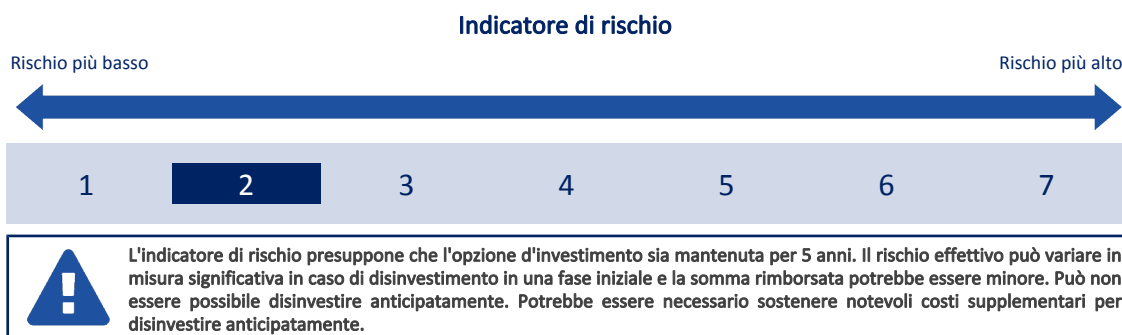 Indicatore di rischio
Rischio più basso
Rischio più alto
1 2 3 4 5 6 7
L'indicatore di rischio presuppone che l'opzione d'investimento sia mantenuta per 5 anni. Il rischio effettivo può variare in
misura significativa in caso di disinvestimento in una fase iniziale e la somma rimborsata potrebbe essere minore. Può non
essere possibile disinvestire anticipatamente. Potrebbe essere necessario sostenere notevoli costi supplementari per
disinvestire anticipatamente.